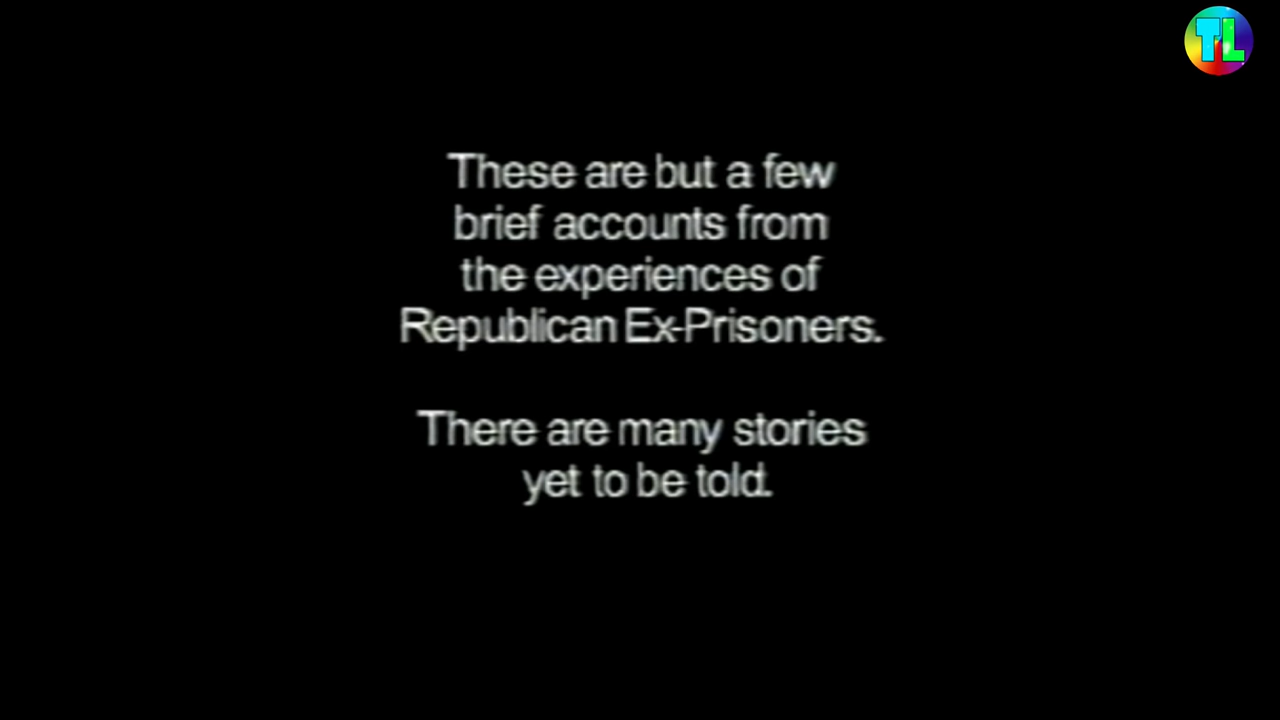 TL
These are but a few
brief accounts from
the experiences of
Republican Ex-Prisoners.
There are many stories
yet to be told.